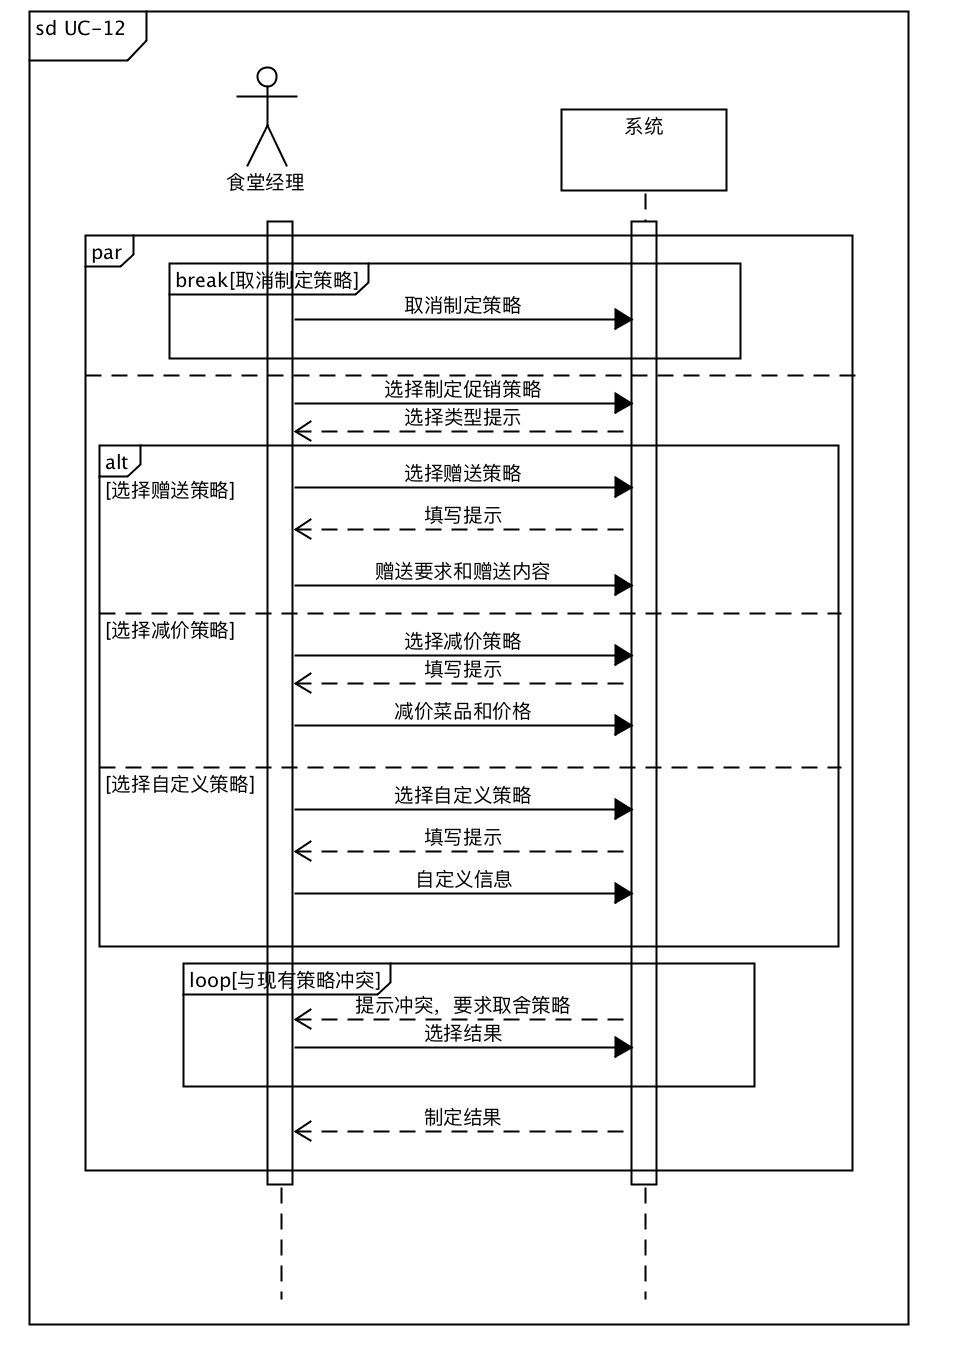 sd UC-12
系统
食堂经理
par
break[取消制定策略]
取消制定策略
选择制定促销策略
选择类型提示
alt
选择赠送策略
[选择赠送策略]
填写提示
赠送要求和赠送内容
[选择减价策略]
选择减价策略
填写提示
减价菜品和价格
[选择自定义策略]
选择自定义策略
填写提示
自定义信息
loop[与现有策略冲突]
提示冲突，要求取舍策略
选择结果
制定结果